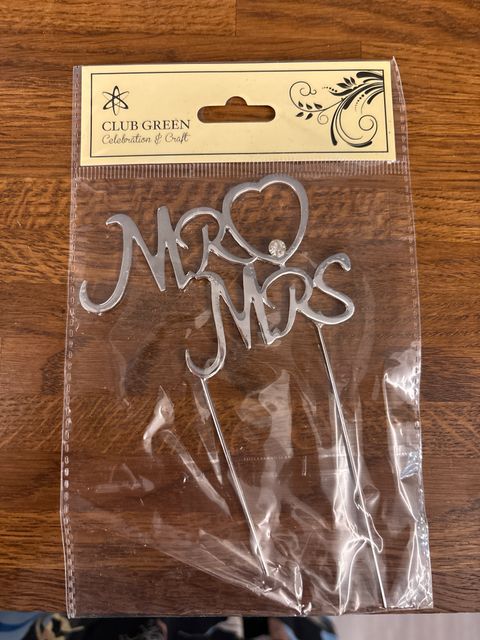 CLUB GREEN
Celebration & Craft
MR
MRS